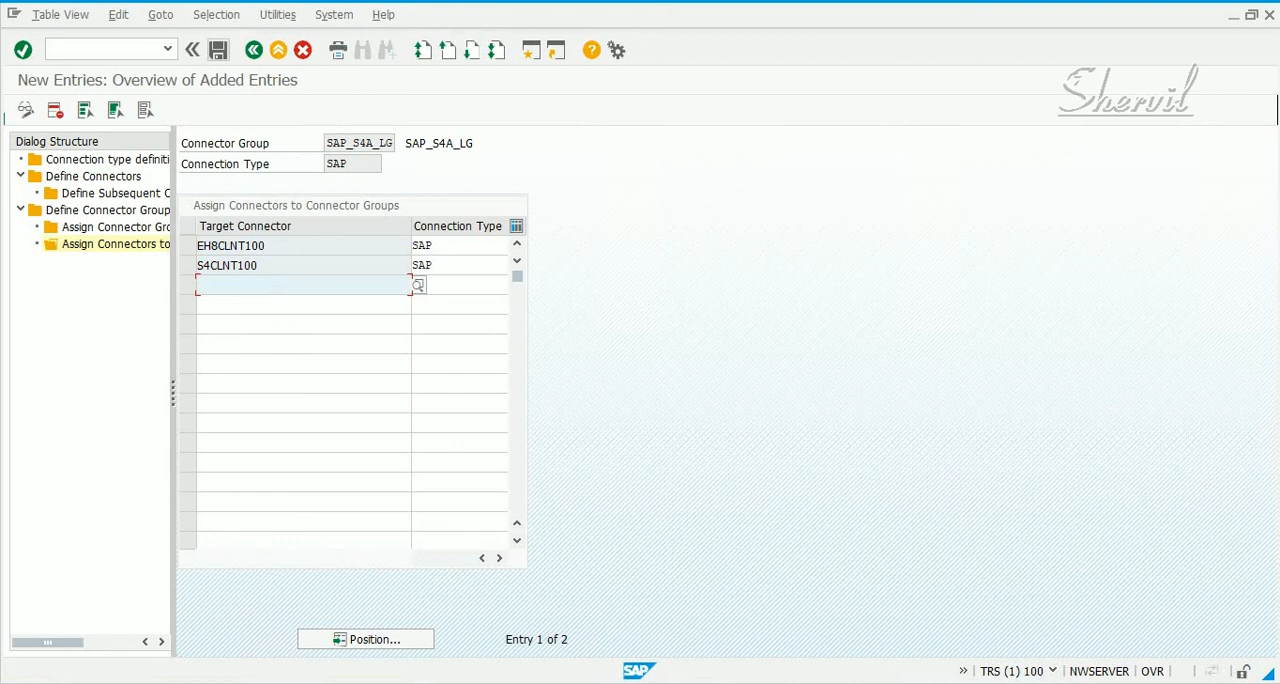 Table View Edit Goto Selection Utilities System Help
New Entries: Overview of Added Entries
Shervil
Dialog Structure
Connection type definiti
Define Connectors
Define Subsequent C
Define Connector Group
Assign Connector Gro
Assign Connectors to
Connector Group SAP_S4A_LG SAP_S4A_LG
Connection Type SAP
Assign Connectors to Connector Groups
Target Connector Connection Type
EH8CLNT100 SAP
S4CLNT100 SAP
Position... Entry 1 of 2
SAP TRS (1) 100 NWSERVER OVR